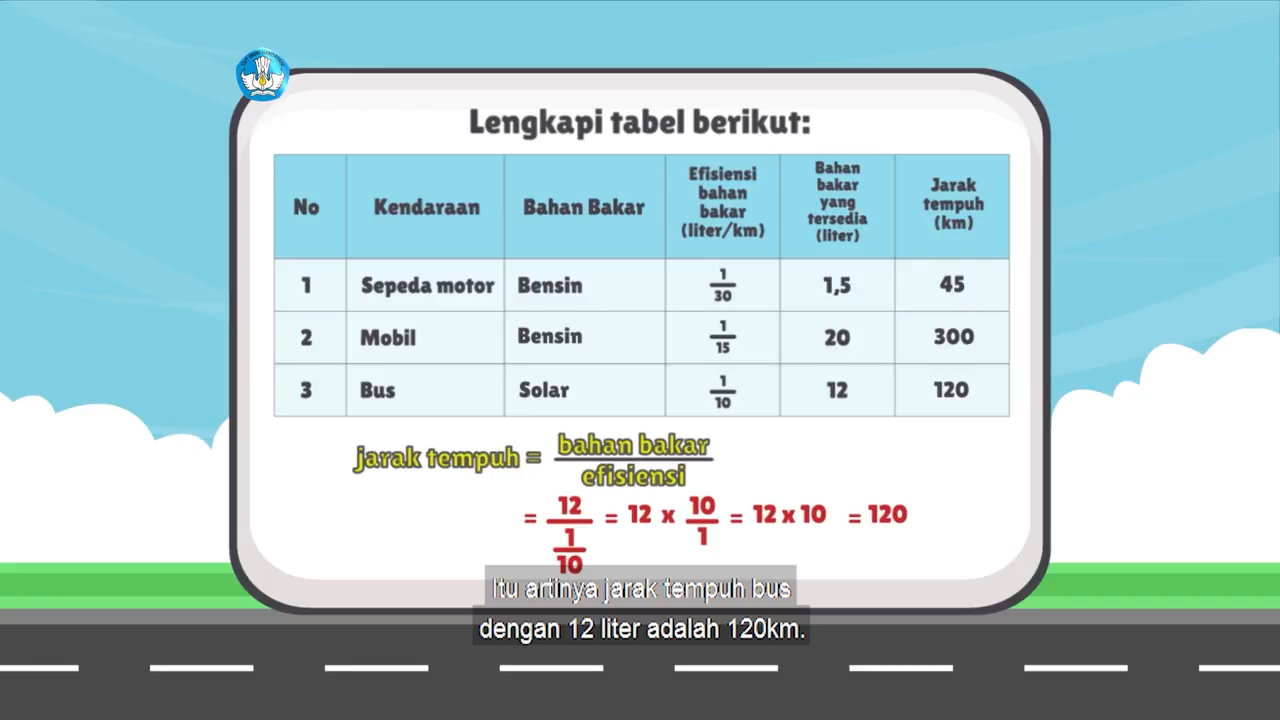 Lengkapi tabel berikut:
No Kendaraan Bahan Bakar Efisiensi bahan bakar (liter/km) Bahan bakar yang tersedia (liter) Jarak tempuh (km)
1 Sepeda motor Bensin 1/30 1,5 45
2 Mobil Bensin 1/15 20 300
3 Bus Solar 1/10 12 120
jarak tempuh = bahan bakar / efisiensi
= 12 / (1/10) = 12 x 10/1 = 12 x 10 = 120
Itu artinya jarak tempuh bus
dengan 12 liter adalah 120km.